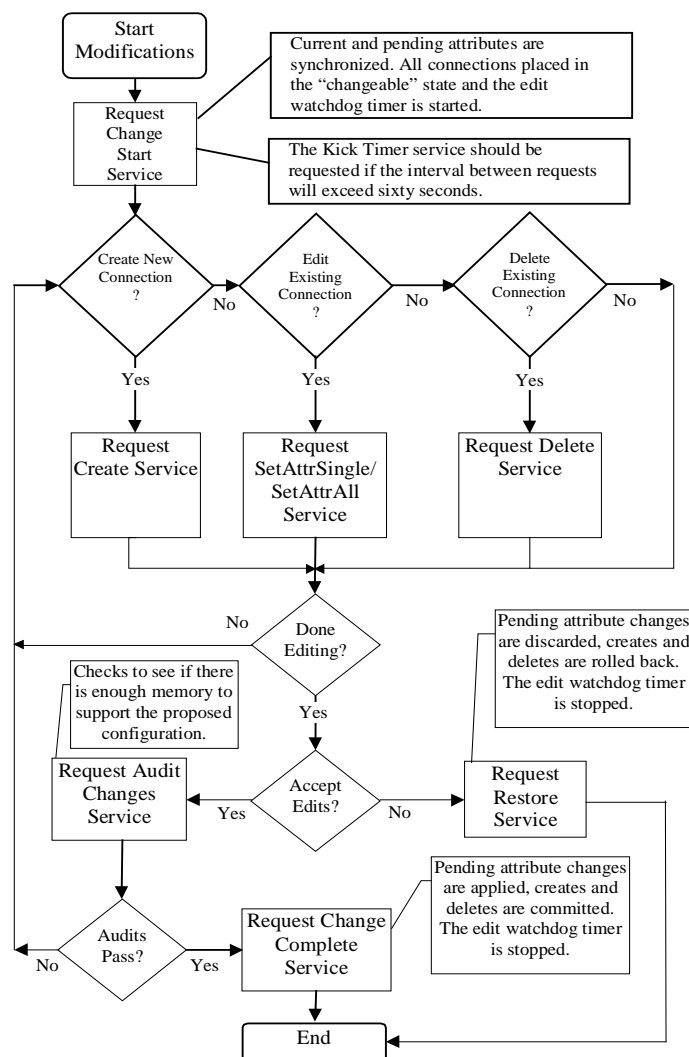 Start
Modifications
Current and pending attributes are
synchronized. All connections placed in
the “changeable” state and the edit
watchdog timer is started.
Request
Change
Start
Service
The Kick Timer service should be
requested if the interval between requests
will exceed sixty seconds.
Create New
Connection
?
No
Edit
Existing
Connection
?
No
Delete
Existing
Connection
?
No
Yes
Yes
Yes
Request
Create Service
Request
SetAttrSingle/
SetAttrAll
Service
Request Delete
Service
No
Done
Editing?
Yes
Pending attribute changes
are discarded, creates and
deletes are rolled back.
The edit watchdog timer
is stopped.
Checks to see if there
is enough memory to
support the proposed
configuration.
Request Audit
Changes
Service
Yes
Accept
Edits?
No
Request
Restore
Service
Pending attribute changes
are applied, creates and
deletes are committed.
The edit watchdog timer
is stopped.
No
Audits
Pass?
Yes
Request Change
Complete
Service
End